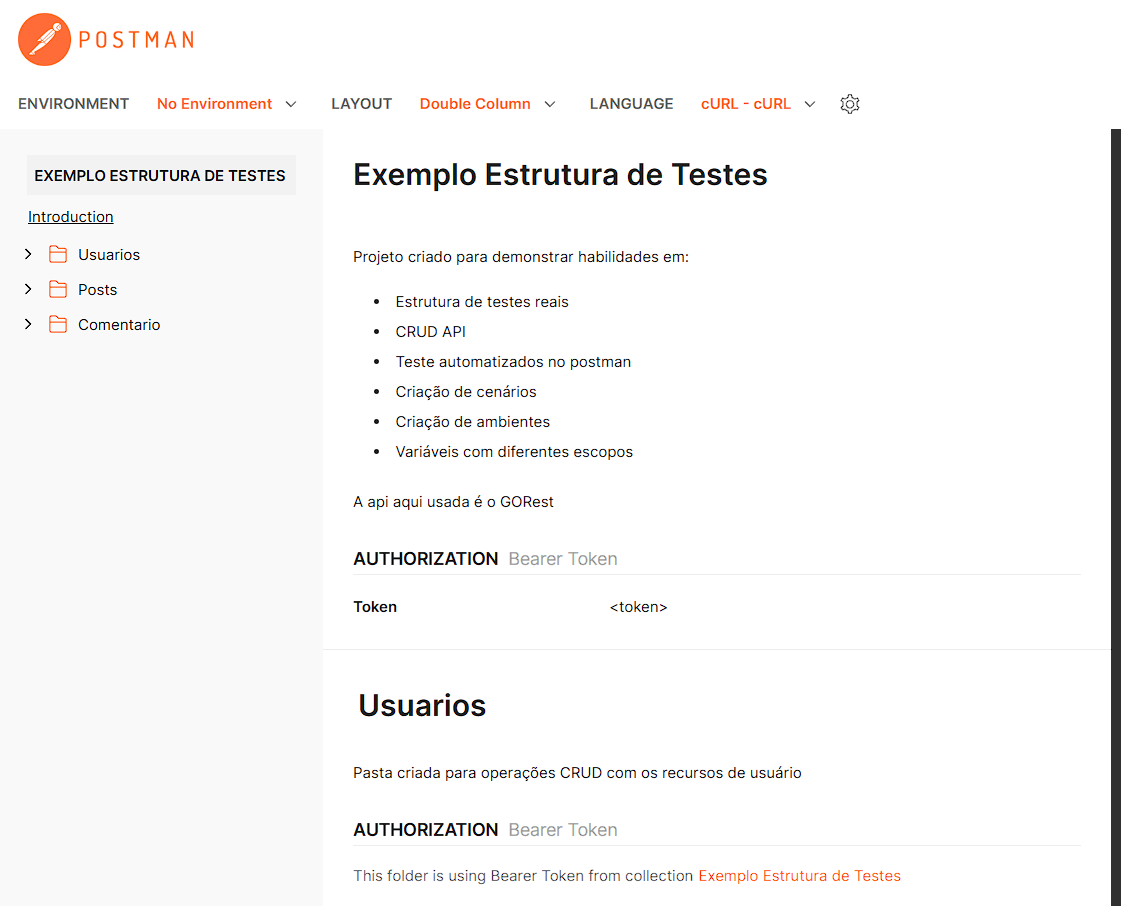 POSTMAN
ENVIRONMENT No Environment LAYOUT Double Column LANGUAGE cURL - cURL
EXEMPLO ESTRUTURA DE TESTES
Introduction
Usuarios
Posts
Comentario
Exemplo Estrutura de Testes
Projeto criado para demonstrar habilidades em:
• Estrutura de testes reais
• CRUD API
• Teste automatizados no postman
• Criação de cenários
• Criação de ambientes
• Variáveis com diferentes escopos
A api aqui usada é o GORest
AUTHORIZATION Bearer Token
Token <token>
Usuarios
Pasta criada para operações CRUD com os recursos de usuário
AUTHORIZATION Bearer Token
This folder is using Bearer Token from collection Exemplo Estrutura de Testes